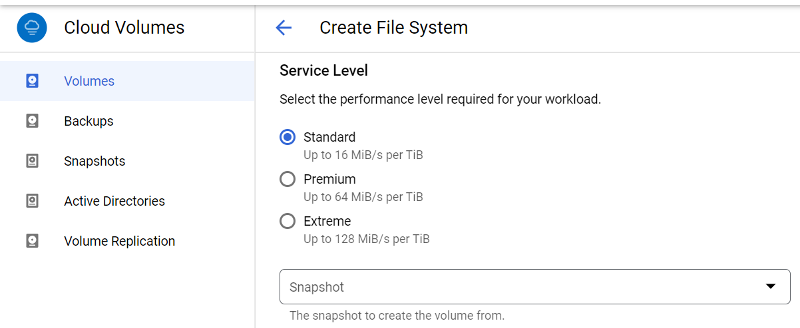 Cloud Volumes
Create File System
Volumes
Backups
Snapshots
Active Directories
Volume Replication
Service Level
Select the performance level required for your workload.
Standard
Up to 16 MiB/s per TiB
Premium
Up to 64 MiB/s per TiB
Extreme
Up to 128 MiB/s per TiB
Snapshot
The snapshot to create the volume from.